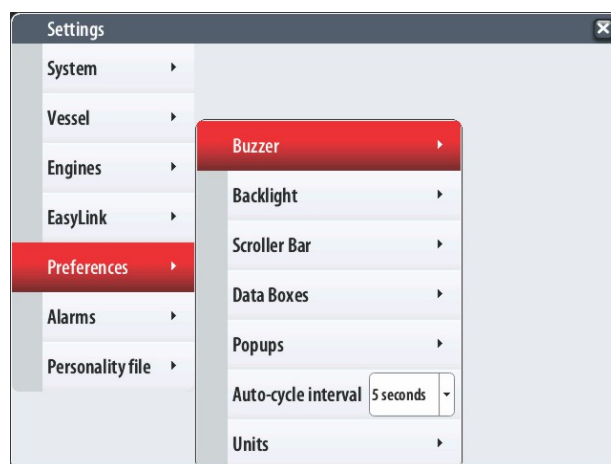 Settings
System
Vessel
Engines
EasyLink
Preferences
Alarms
Personality file
Buzzer
Backlight
Scroller Bar
Data Boxes
Popups
Auto-cycle interval 5 seconds
Units